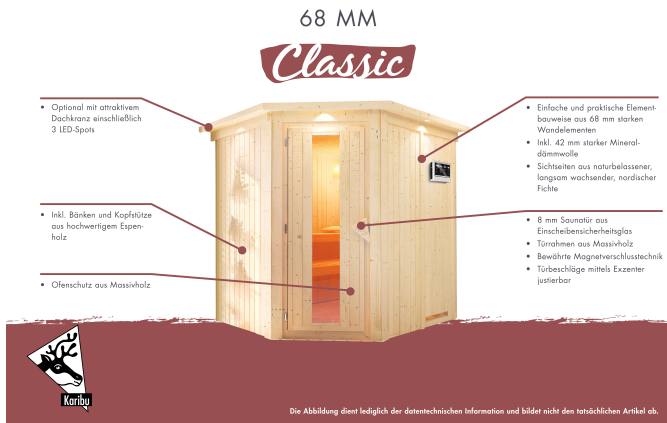 68 MM
Classic
• Optional mit attraktivem
Dachkranz einschließlich
3 LED-Spots
• Inkl. Bänken und Kopfstütze
aus hochwertigem Espen-
holz
• Ofenschutz aus Massivholz
• Einfache und praktische Element-
bauweise aus 68 mm starken
Wandelementen
• Inkl. 42 mm starker Mineral-
dämmwolle
• Sichtseiten aus naturbelassener,
langsam wachsender, nordischer
Fichte
• 8 mm Saunatür aus
Einscheibensicherheitsglas
• Türrahmen aus Massivholz
• Bewährte Magnetverschlusstechnik
• Türbeschläge mittels Exzenter
justierbar
Karibu
Die Abbildung dient lediglich der datentechnischen Information und bildet nicht den tatsächlichen Artikel ab.